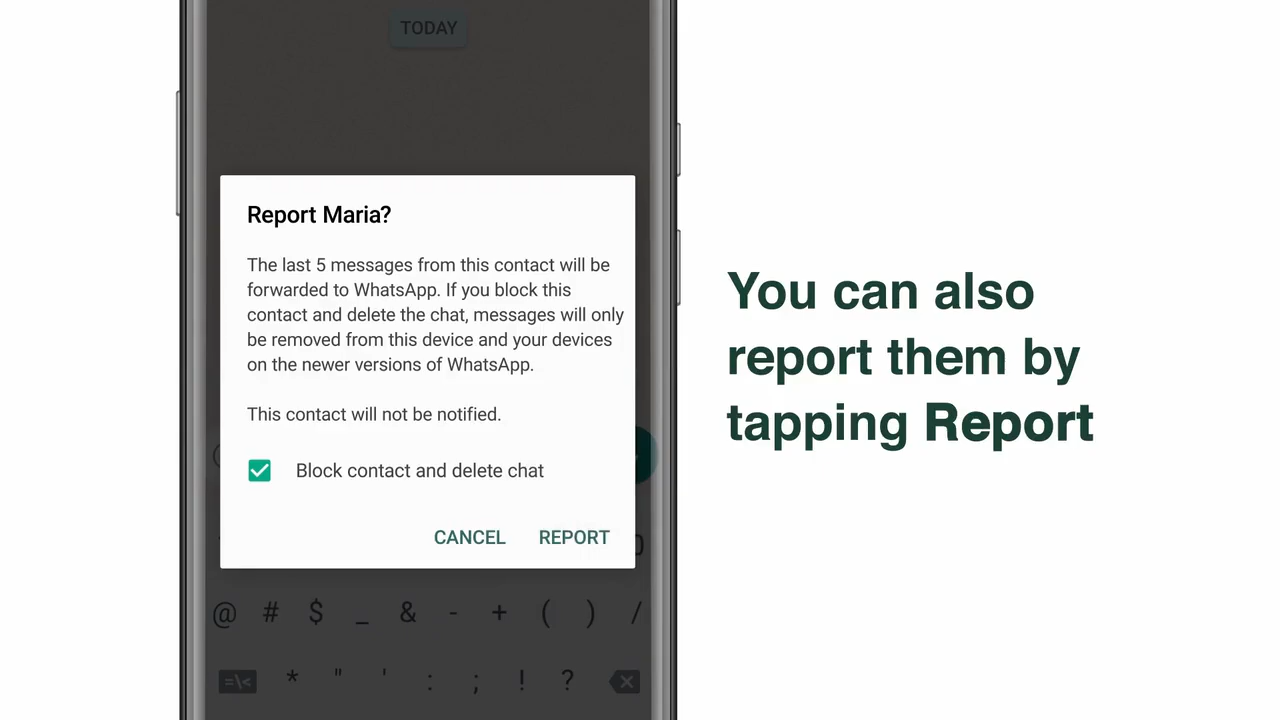 TODAY
Report Maria?
The last 5 messages from this contact will be
forwarded to WhatsApp. If you block this
contact and delete the chat, messages will only
be removed from this device and your devices
on the newer versions of WhatsApp.
This contact will not be notified.
Block contact and delete chat
CANCEL REPORT
@ # $ _ & - + ( ) /
=\< * " ' : ; ! ?
You can also
report them by
tapping Report